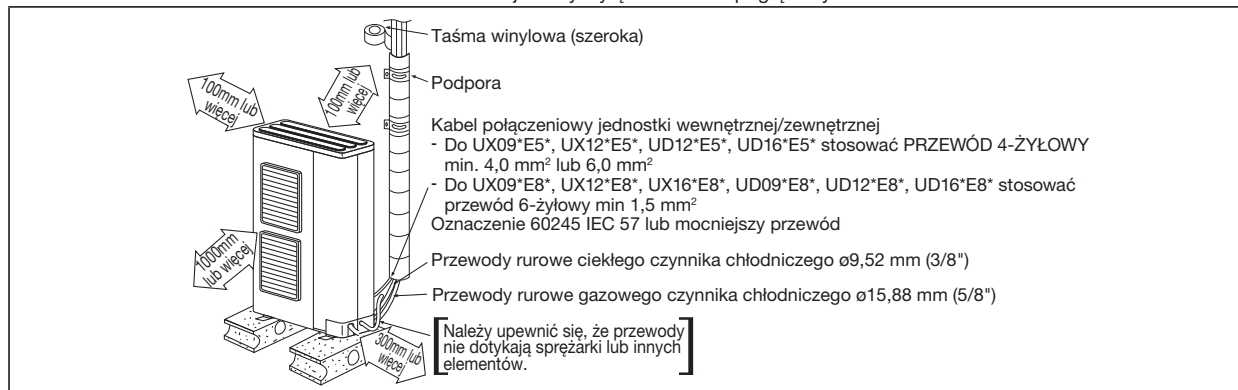 Taśma winylowa (szeroka)
100mm lub
więcej
100mm lub
więcej
Podpora
Kabel połączeniowy jednostki wewnętrznej/zewnętrznej
- Do UX09*E5*, UX12*E5*, UD12*E5*, UD16*E5* stosować PRZEWÓD 4-ŻYŁOWY
min. 4,0 mm² lub 6,0 mm²
- Do UX09*E8*, UX12*E8*, UX16*E8*, UD09*E8*, UD12*E8*, UD16*E8* stosować
przewód 6-żyłowy min 1,5 mm²
Oznaczenie 60245 IEC 57 lub mocniejszy przewód
1000mm
lub więcej
Przewody rurowe ciekłego czynnika chłodniczego ø9,52 mm (3/8")
Przewody rurowe gazowego czynnika chłodniczego ø15,88 mm (5/8")
300mm lub
więcej
Należy upewnić się, że przewody
nie dotykają sprężarki lub innych
elementów.